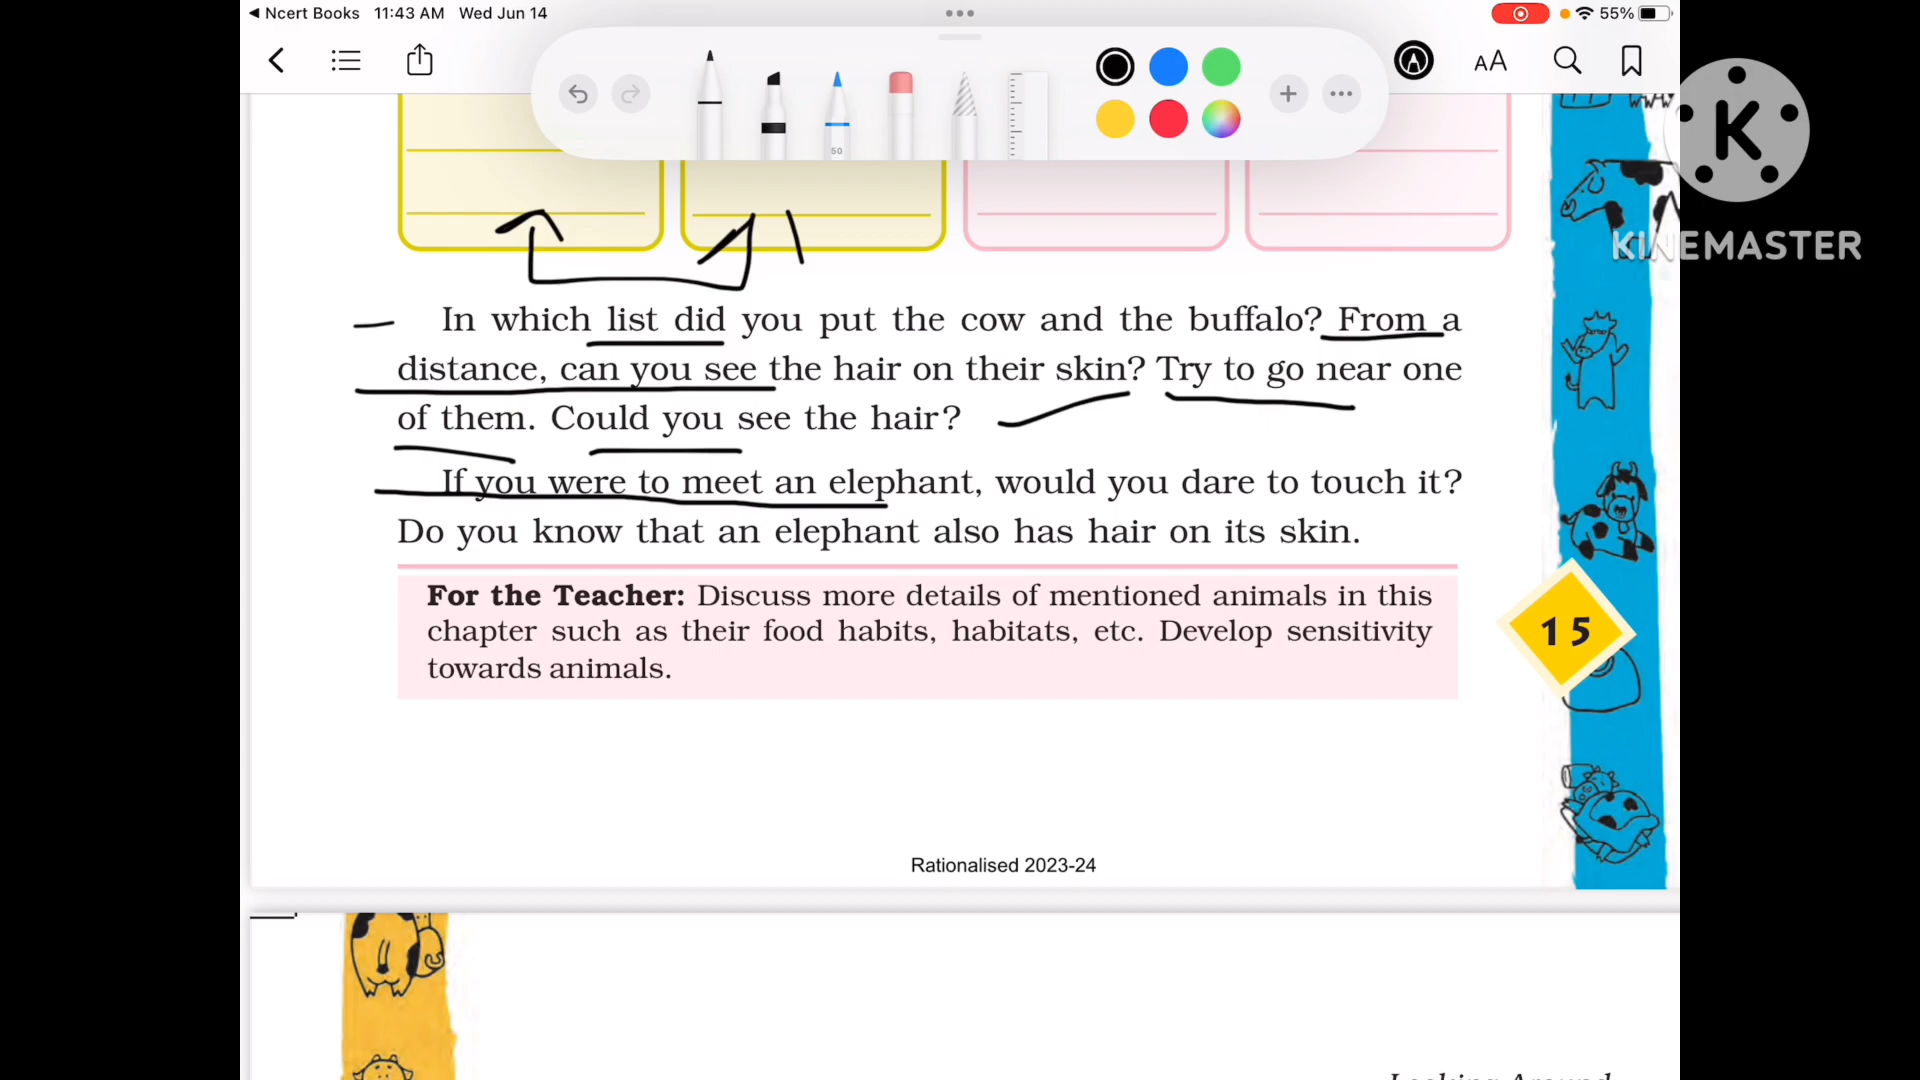 Ncert Books 11:43 AM Wed Jun 14
55%
AA
50
K
KINEMASTER
In which list did you put the cow and the buffalo? From a
distance, can you see the hair on their skin? Try to go near one
of them. Could you see the hair?
If you were to meet an elephant, would you dare to touch it?
Do you know that an elephant also has hair on its skin.
For the Teacher: Discuss more details of mentioned animals in this
chapter such as their food habits, habitats, etc. Develop sensitivity
towards animals.
15
Rationalised 2023-24
Looking Around